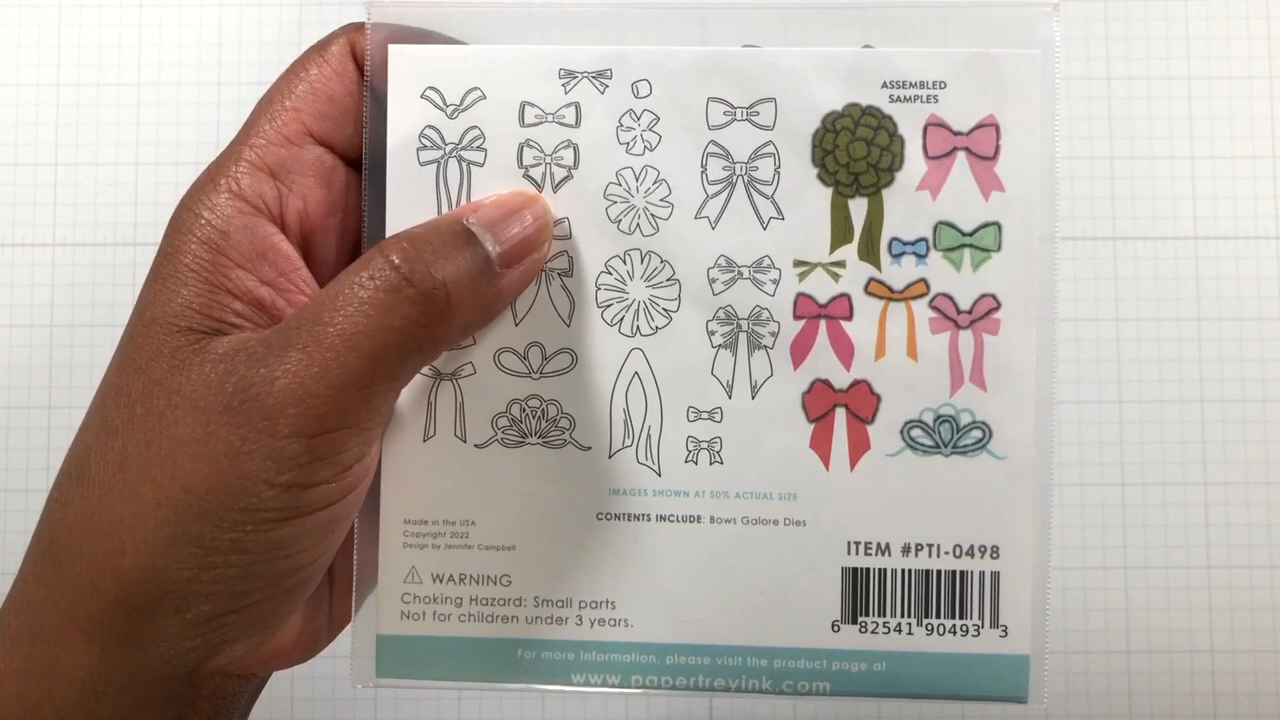 ASSEMBLED
SAMPLES
IMAGES SHOWN AT 50% ACTUAL SIZE
CONTENTS INCLUDE: Bows Galore Dies
Made in the USA
Copyright 2022
Design by Jennifer Campbell
ITEM #PTI-0498
⚠ WARNING
Choking Hazard: Small parts
Not for children under 3 years.
6 82541 90493 3
For more information, please visit the product page at
www.papertreyink.com